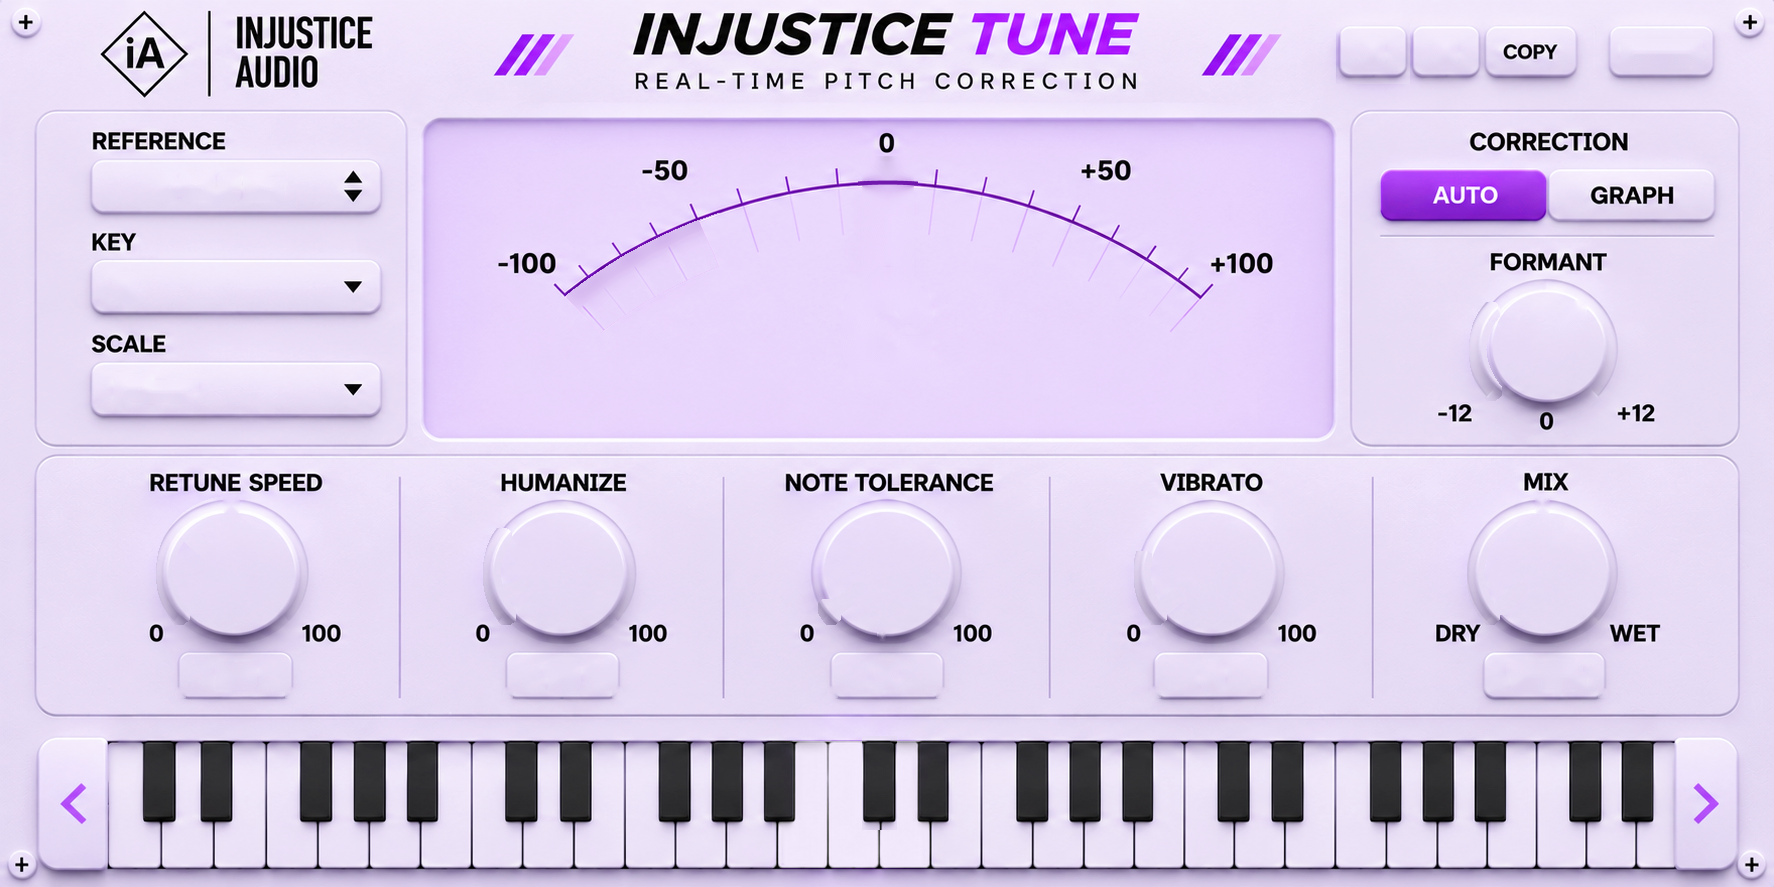 iA
INJUSTICE
AUDIO
INJUSTICE TUNE
REAL-TIME PITCH CORRECTION
COPY
REFERENCE
KEY
SCALE
-100
-50
0
+50
+100
CORRECTION
AUTO
GRAPH
FORMANT
-12
0
+12
RETUNE SPEED
0
100
HUMANIZE
0
100
NOTE TOLERANCE
0
100
VIBRATO
0
100
MIX
DRY
WET